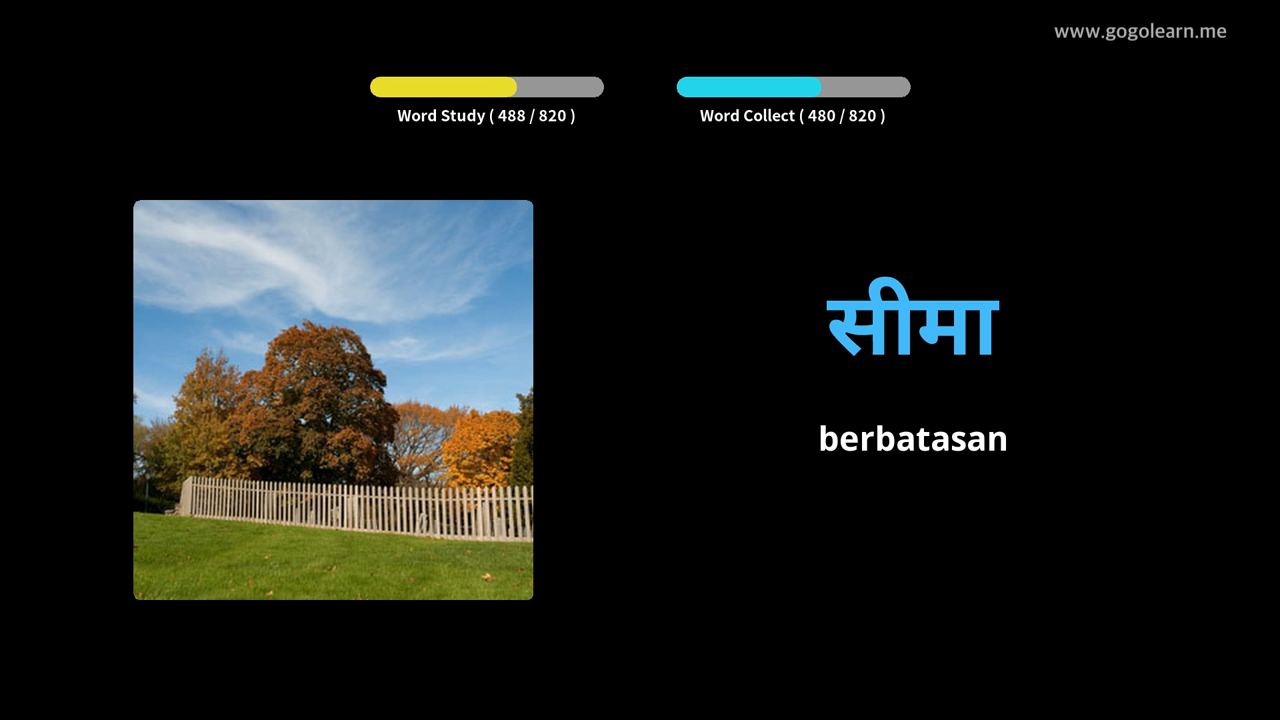 www.gogolearn.me
Word Study ( 488 / 820 )
Word Collect ( 480 / 820 )
सीमा
berbatasan